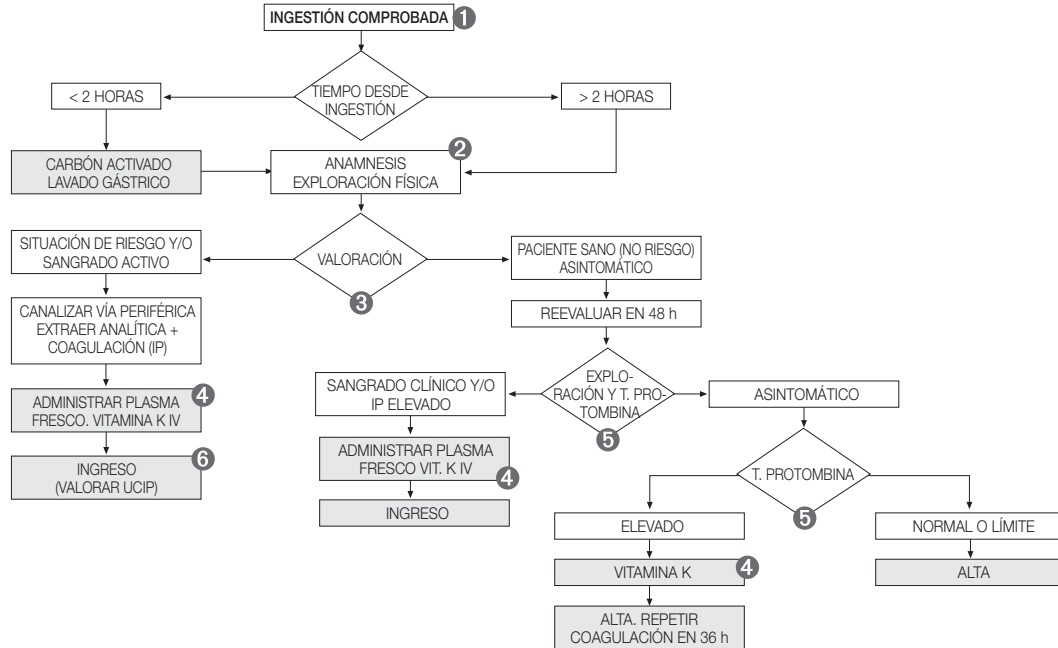 INGESTIÓN COMPROBADA 1
TIEMPO DESDE
INGESTIÓN
< 2 HORAS
> 2 HORAS
CARBÓN ACTIVADO
LAVADO GÁSTRICO
2
ANAMNESIS
EXPLORACIÓN FÍSICA
VALORACIÓN
3
SITUACIÓN DE RIESGO Y/O
SANGRADO ACTIVO
PACIENTE SANO (NO RIESGO)
ASINTOMÁTICO
CANALIZAR VÍA PERIFÉRICA
EXTRAER ANALÍTICA +
COAGULACIÓN (IP)
REEVALUAR EN 48 h
ADMINISTRAR PLASMA
FRESCO. VITAMINA K IV
4
INGRESO
(VALORAR UCIP)
6
EXPLO-
RACIÓN Y T. PRO-
TOMBINA
5
SANGRADO CLÍNICO Y/O
IP ELEVADO
ADMINISTRAR PLASMA
FRESCO VIT. K IV
4
INGRESO
ASINTOMÁTICO
T. PROTOMBINA
5
ELEVADO
VITAMINA K
4
ALTA. REPETIR
COAGULACIÓN EN 36 h
NORMAL O LÍMITE
ALTA